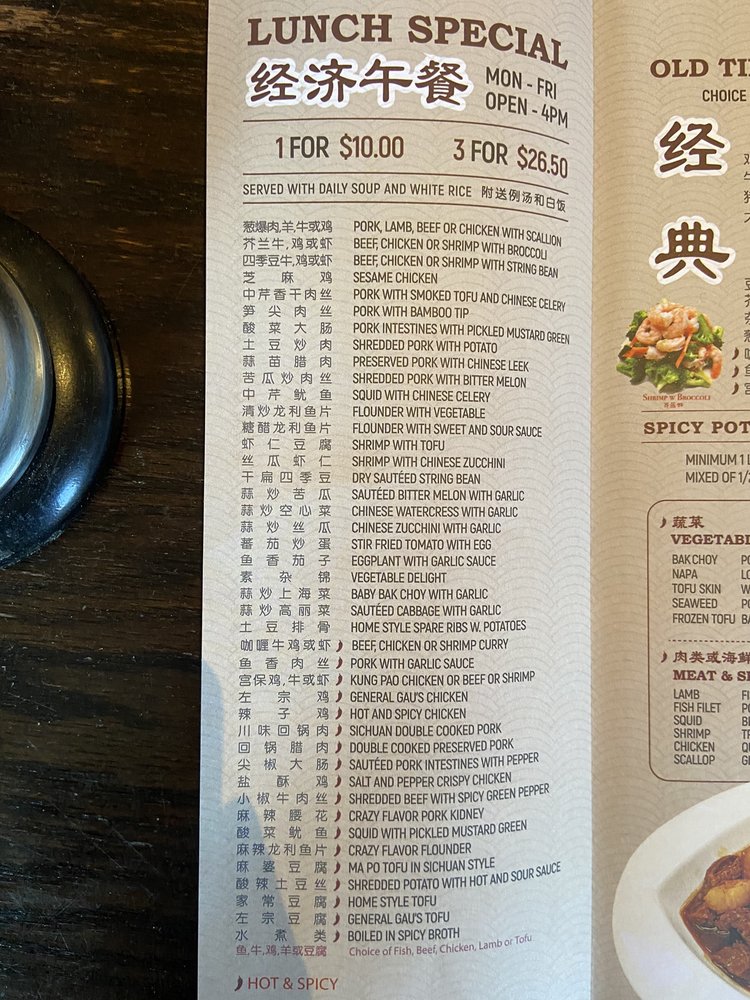 LUNCH SPECIAL
经济午餐
MON - FRI
OPEN - 4PM
1 FOR $10.00 3 FOR $26.50
SERVED WITH DAILY SOUP AND WHITE RICE 附送例汤和白饭
葱爆肉,羊,牛或鸡 PORK, LAMB, BEEF OR CHICKEN WITH SCALLION
芥兰牛,鸡或虾 BEEF, CHICKEN OR SHRIMP WITH BROCCOLI
四季豆牛,鸡或虾 BEEF, CHICKEN OR SHRIMP WITH STRING BEAN
芝麻鸡 SESAME CHICKEN
中芹香干肉丝 PORK WITH SMOKED TOFU AND CHINESE CELERY
笋尖肉丝 PORK WITH BAMBOO TIP
酸菜大肠 PORK INTESTINES WITH PICKLED MUSTARD GREEN
土豆炒肉 SHREDDED PORK WITH POTATO
蒜苗腊肉 PRESERVED PORK WITH CHINESE LEEK
苦瓜炒肉丝 SHREDDED PORK WITH BITTER MELON
中芹鱿鱼 SQUID WITH CHINESE CELERY
清炒龙利鱼片 FLOUNDER WITH VEGETABLE
糖醋龙利鱼片 FLOUNDER WITH SWEET AND SOUR SAUCE
虾仁豆腐 SHRIMP WITH TOFU
丝瓜虾仁 SHRIMP WITH CHINESE ZUCCHINI
干扁四季豆 DRY SAUTÉED STRING BEAN
蒜炒苦瓜 SAUTÉED BITTER MELON WITH GARLIC
蒜炒空心菜 CHINESE WATERCRESS WITH GARLIC
蒜炒丝瓜 CHINESE ZUCCHINI WITH GARLIC
蕃茄炒蛋 STIR FRIED TOMATO WITH EGG
鱼香茄子 EGGPLANT WITH GARLIC SAUCE
素杂锦 VEGETABLE DELIGHT
蒜炒上海菜 BABY BAK CHOY WITH GARLIC
蒜炒高丽菜 SAUTÉED CABBAGE WITH GARLIC
土豆排骨 HOME STYLE SPARE RIBS W. POTATOES
咖喱牛鸡或虾 BEEF, CHICKEN OR SHRIMP CURRY
鱼香肉丝 PORK WITH GARLIC SAUCE
宫保鸡,牛或虾 KUNG PAO CHICKEN OR BEEF OR SHRIMP
左宗鸡 GENERAL GAU'S CHICKEN
辣子鸡 HOT AND SPICY CHICKEN
川味回锅肉 SICHUAN DOUBLE COOKED PORK
回锅腊肉 DOUBLE COOKED PRESERVED PORK
尖椒大肠 SAUTÉED PORK INTESTINES WITH PEPPER
盐酥鸡 SALT AND PEPPER CRISPY CHICKEN
小椒牛肉丝 SHREDDED BEEF WITH SPICY GREEN PEPPER
麻辣腰花 CRAZY FLAVOR PORK KIDNEY
酸菜鱿鱼 SQUID WITH PICKLED MUSTARD GREEN
麻辣龙利鱼片 CRAZY FLAVOR FLOUNDER
麻婆豆腐 MA PO TOFU IN SICHUAN STYLE
酸辣土豆丝 SHREDDED POTATO WITH HOT AND SOUR SAUCE
家常豆腐 HOME STYLE TOFU
左宗豆腐 GENERAL GAU'S TOFU
水煮类 BOILED IN SPICY BROTH
鱼,牛,鸡,羊或豆腐 Choice of Fish, Beef, Chicken, Lamb or Tofu
HOT & SPICY
OLD
CHOICE
经典
SHRIMP W BROCCOLI
芥蓝虾
SPICY POT
MINIMUM 1
MIXED OF 1/2
蔬菜
VEGETABL
BAK CHOY
NAPA
TOFU SKIN
SEAWEED
FROZEN TOFU
肉类或海鲜
MEAT & SE
LAMB
FISH FILET
SQUID
SHRIMP
CHICKEN
SCALLOP